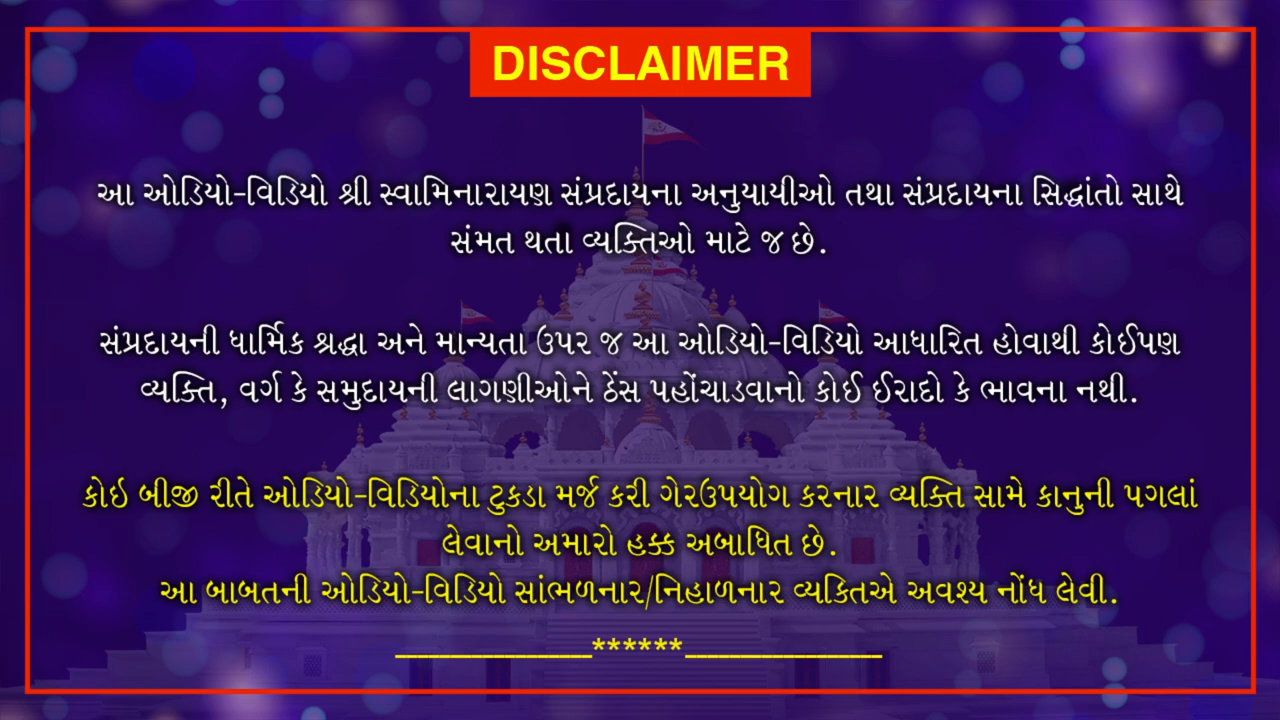 DISCLAIMER
આ ઓડિયો-વિડિયો શ્રી સ્વામિનારાયણ સંપ્રદાયના અનુયાયીઓ તથા સંપ્રદાયના સિદ્ધાંતો સાથે
સંમત થતા વ્યક્તિઓ માટે જ છે.
સંપ્રદાયની ધાર્મિક શ્રદ્ધા અને માન્યતા ઉપર જ આ ઓડિયો-વિડિયો આધારિત હોવાથી કોઈપણ
વ્યક્તિ, વર્ગ કે સમુદાયની લાગણીઓને ઠેંસ પહોંચાડવાનો કોઈ ઈરાદો કે ભાવના નથી.
કોઇ બીજી રીતે ઓડિયો-વિડિયોના ટુકડા મર્જ કરી ગેરઉપયોગ કરનાર વ્યક્તિ સામે કાનુની પગલાં
લેવાનો અમારો હક્ક અબાધિત છે.
આ બાબતની ઓડિયો-વિડિયો સાંભળનાર/નિહાળનાર વ્યકિતએ અવશ્ય નોંધ લેવી.
______________******______________